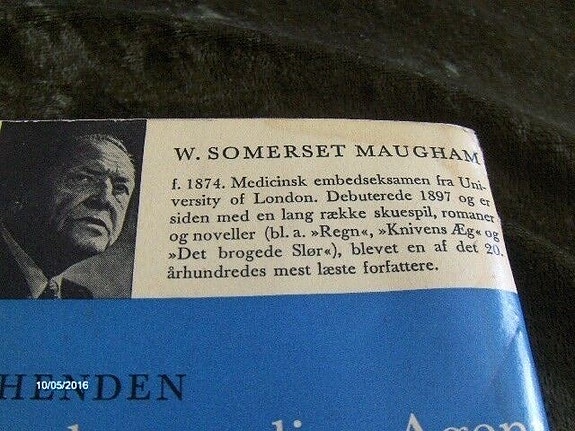 W. SOMERSET MAUGHAM
f. 1874. Medicinsk embedseksamen fra Uni-
versity of London. Debuterede 1897 og er
siden med en lang række skuespil, romaner
og noveller (bl. a. »Regn«, »Knivens Æg« og
»Det brogede Slør«), blevet en af det 20.
århundredes mest læste forfattere.
HENDEN
10/05/2016
Agen